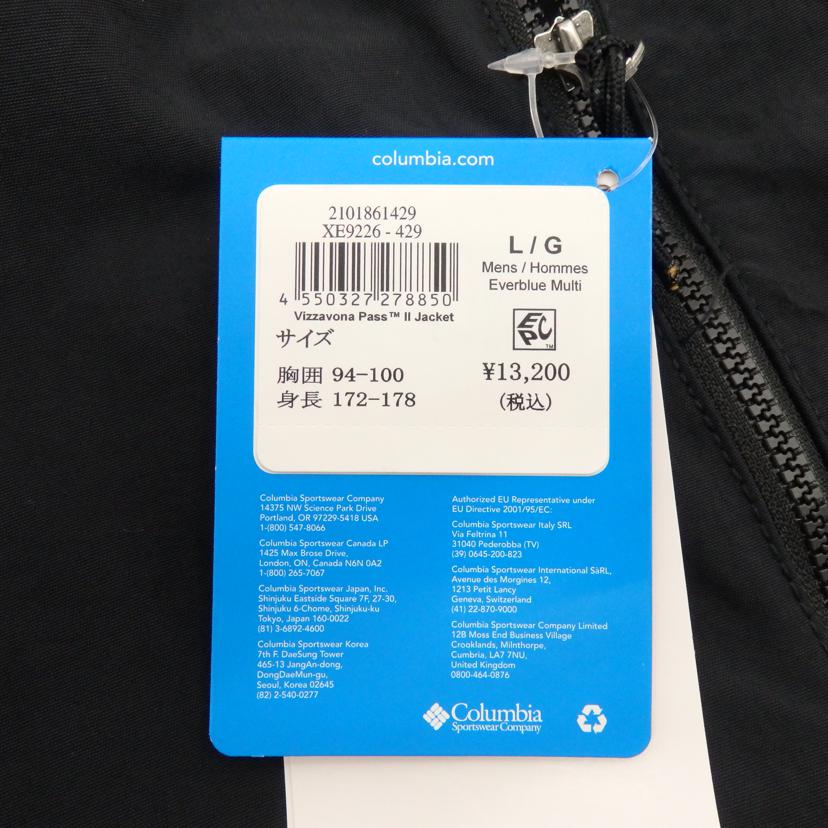 columbia.com
2101861429
XE9226 - 429
4 550327 278850
Vizzavona Pass™ II Jacket
L / G
Mens / Hommes
Everblue Multi
サイズ
EPC TM
胸囲 94-100
身長 172-178
¥13,200
(税込)
Columbia Sportswear Company
14375 NW Science Park Drive
Portland, OR 97229-5418 USA
1-(800) 547-8066
Columbia Sportswear Canada LP
1425 Max Brose Drive,
London, ON, Canada N6N 0A2
1-(800) 265-7067
Columbia Sportswear Japan, Inc.
Shinjuku Eastside Square 7F, 27-30,
Shinjuku 6-Chome, Shinjuku-ku
Tokyo, Japan 160-0022
(81) 3-6892-4600
Columbia Sportswear Korea
7th F. DaeSung Tower
465-13 JangAn-dong,
DongDaeMun-gu,
Seoul, Korea 02645
(82) 2-540-0277
Authorized EU Representative under
EU Directive 2001/95/EC:
Columbia Sportswear Italy SRL
Via Feltrina 11
31040 Pederobba (TV)
(39) 0645-200-823
Columbia Sportswear International SàRL,
Avenue des Morgines 12,
1213 Petit Lancy
Geneva, Switzerland
(41) 22-870-9000
Columbia Sportswear Company Limited
12B Moss End Business Village
Crooklands, Milnthorpe,
Cumbria, LA7 7NU,
United Kingdom
0800-464-0876
Columbia
Sportswear Company